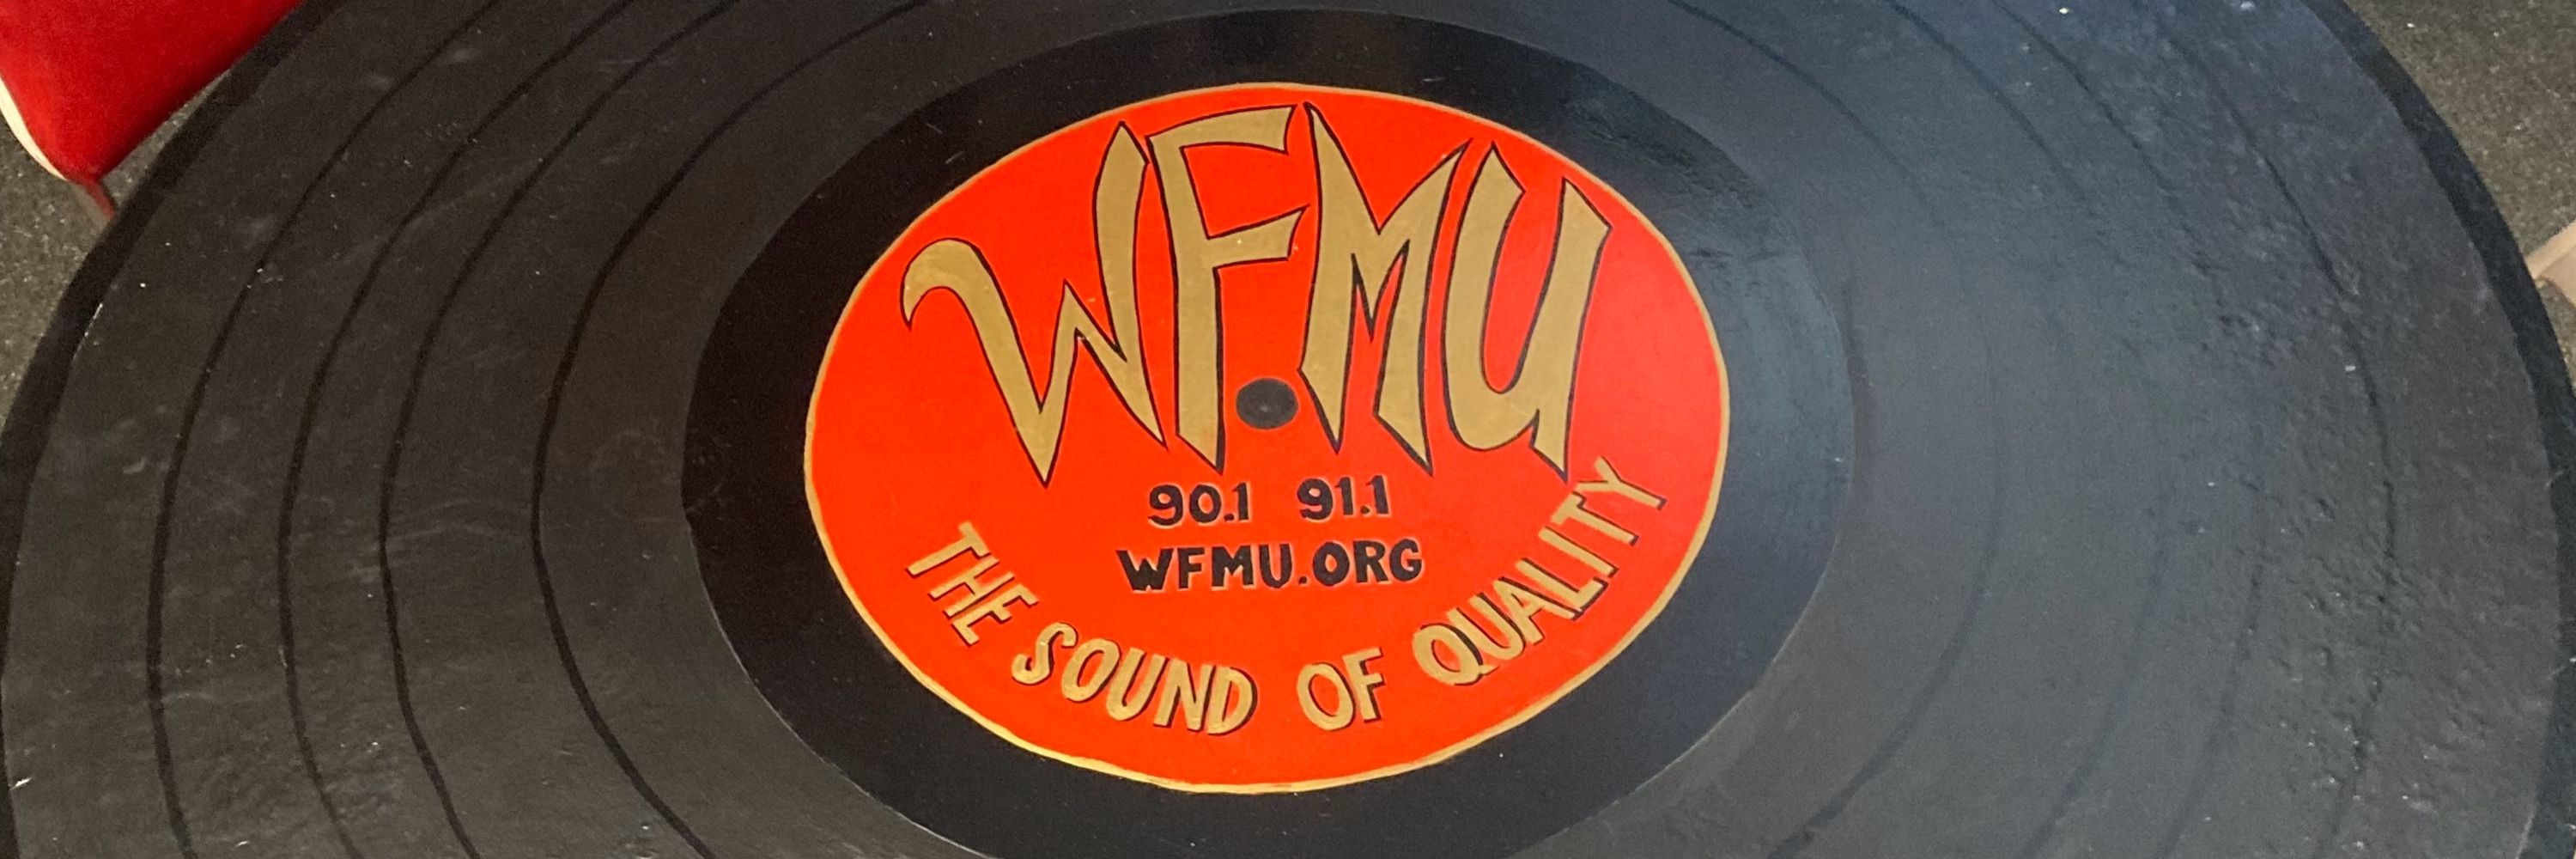 WFMU
90.1 91.1
WFMU.ORG
THE SOUND OF QUALITY